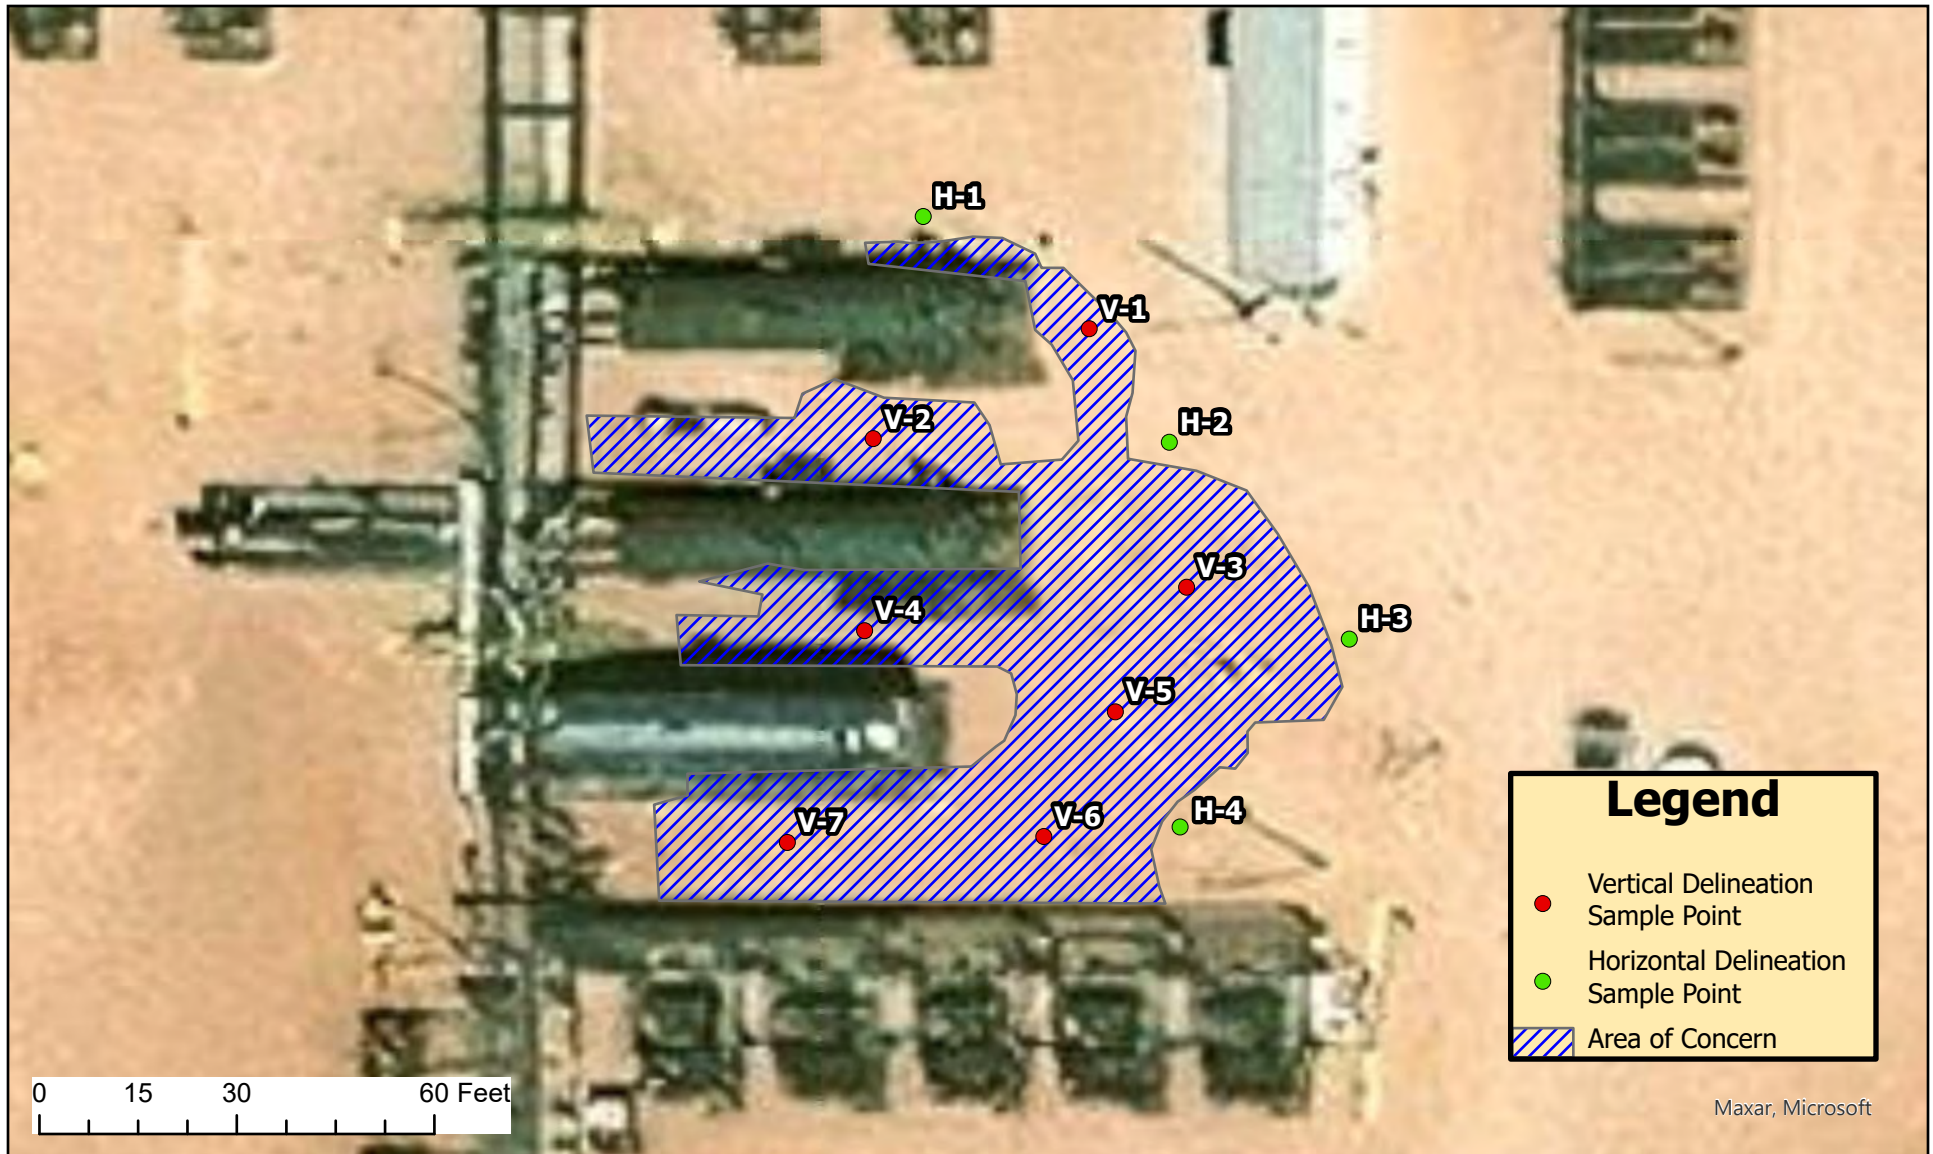 H-1
V-1
V-2
H-2
V-3
V-4
H-3
V-5
V-6
H-4
V-7
Legend
Vertical Delineation
Sample Point
Horizontal Delineation
Sample Point
Area of Concern
0 15 30 60 Feet
Maxar, Microsoft